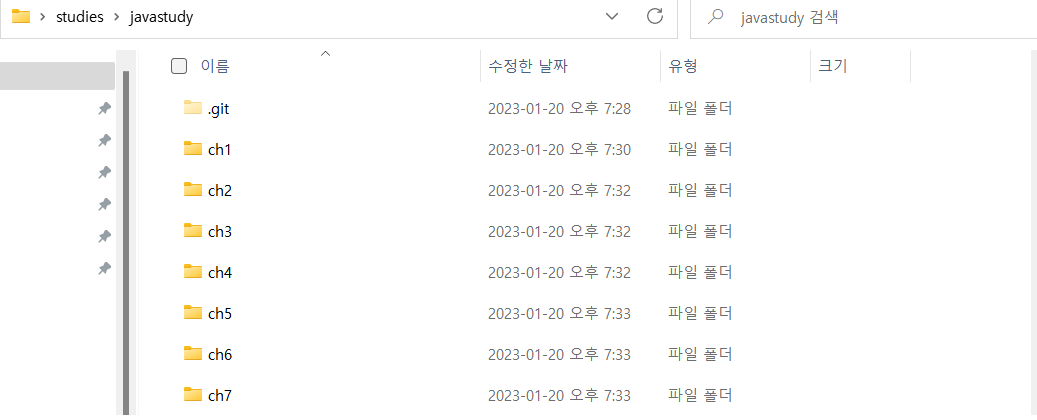 studies javastudy javastudy 검색
이름 수정한 날짜 유형 크기
.git 2023-01-20 오후 7:28 파일 폴더
ch1 2023-01-20 오후 7:30 파일 폴더
ch2 2023-01-20 오후 7:32 파일 폴더
ch3 2023-01-20 오후 7:32 파일 폴더
ch4 2023-01-20 오후 7:32 파일 폴더
ch5 2023-01-20 오후 7:33 파일 폴더
ch6 2023-01-20 오후 7:33 파일 폴더
ch7 2023-01-20 오후 7:33 파일 폴더